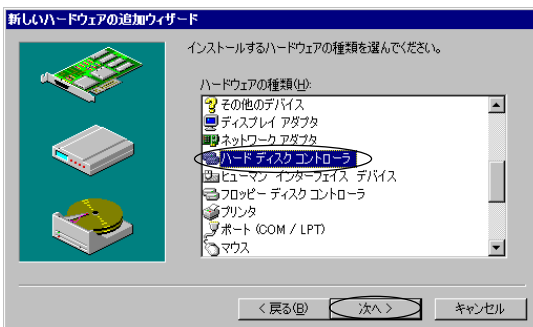 新しいハードウェアの追加ウィザード
インストールするハードウェアの種類を選んでください。
ハードウェアの種類(H):
その他のデバイス
ディスプレイ アダプタ
ネットワーク アダプタ
ハード ディスク コントローラ
ヒューマン インターフェイス デバイス
フロッピー ディスク コントローラ
プリンタ
ポート (COM / LPT)
マウス
< 戻る(B)
次へ >
キャンセル